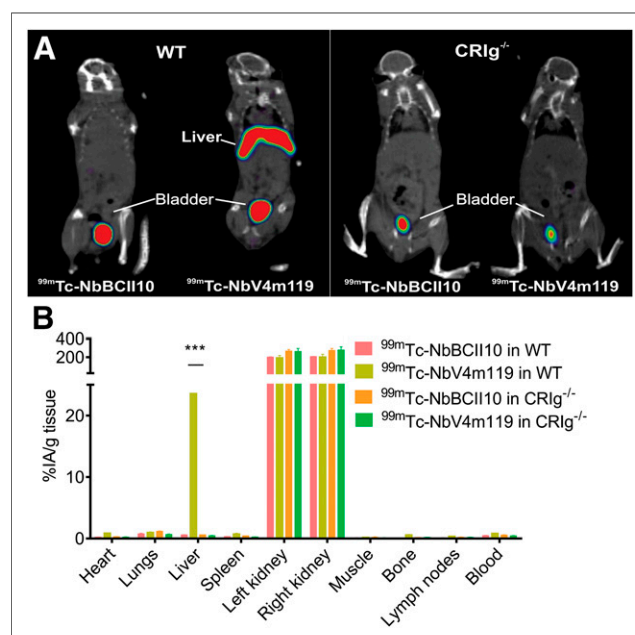 A
WT
CRIg-/-
Liver
Bladder
Bladder
99mTc-NbBCII10
99mTc-NbV4m119
99mTc-NbBCII10
99mTc-NbV4m119
B
%IA/g tissue
400
200
20
10
0
***
99mTc-NbBCII10 in WT
99mTc-NbV4m119 in WT
99mTc-NbBCII10 in CRIg-/-
99mTc-NbV4m119 in CRIg-/-
Heart
Lungs
Liver
Spleen
Left kidney
Right kidney
Muscle
Bone
Lymph nodes
Blood